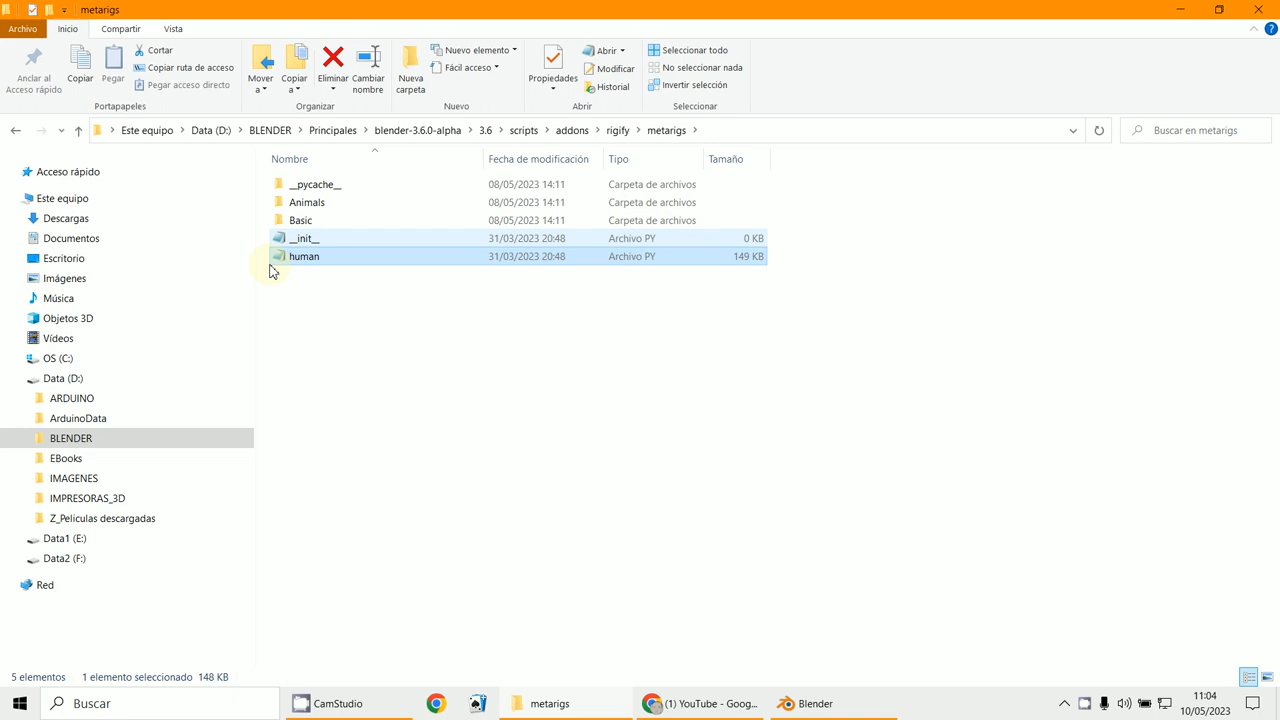 metarigs
Archivo Inicio Compartir Vista
Anclar al Acceso rápido
Copiar
Pegar
Cortar
Copiar ruta de acceso
Pegar acceso directo
Portapapeles
Mover a
Copiar a
Eliminar
Cambiar nombre
Organizar
Nueva carpeta
Nuevo elemento
Fácil acceso
Nuevo
Propiedades
Abrir
Modificar
Historial
Abrir
Seleccionar todo
No seleccionar nada
Invertir selección
Seleccionar
Este equipo > Data (D:) > BLENDER > Principales > blender-3.6.0-alpha > 3.6 > scripts > addons > rigify > metarigs >
Buscar en metarigs
Nombre Fecha de modificación Tipo Tamaño
__pycache__ 08/05/2023 14:11 Carpeta de archivos
Animals 08/05/2023 14:11 Carpeta de archivos
Basic 08/05/2023 14:11 Carpeta de archivos
__init__ 31/03/2023 20:48 Archivo PY 0 KB
human 31/03/2023 20:48 Archivo PY 149 KB
Acceso rápido
Este equipo
Descargas
Documentos
Escritorio
Imágenes
Música
Objetos 3D
Vídeos
OS (C:)
Data (D:)
ARDUINO
ArduinoData
BLENDER
EBooks
IMAGENES
IMPRESORAS_3D
Z_Peliculas descargadas
Data1 (E:)
Data2 (F:)
Red
5 elementos 1 elemento seleccionado 148 KB
Buscar
CamStudio
metarigs
(1) YouTube - Goog...
Blender
11:04
10/05/2023